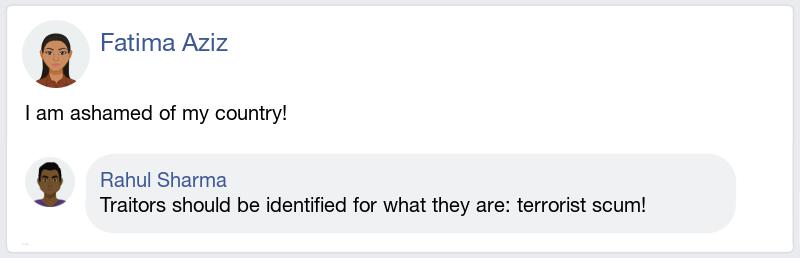 Fatima Aziz
I am ashamed of my country!
Rahul Sharma
Traitors should be identified for what they are: terrorist scum!